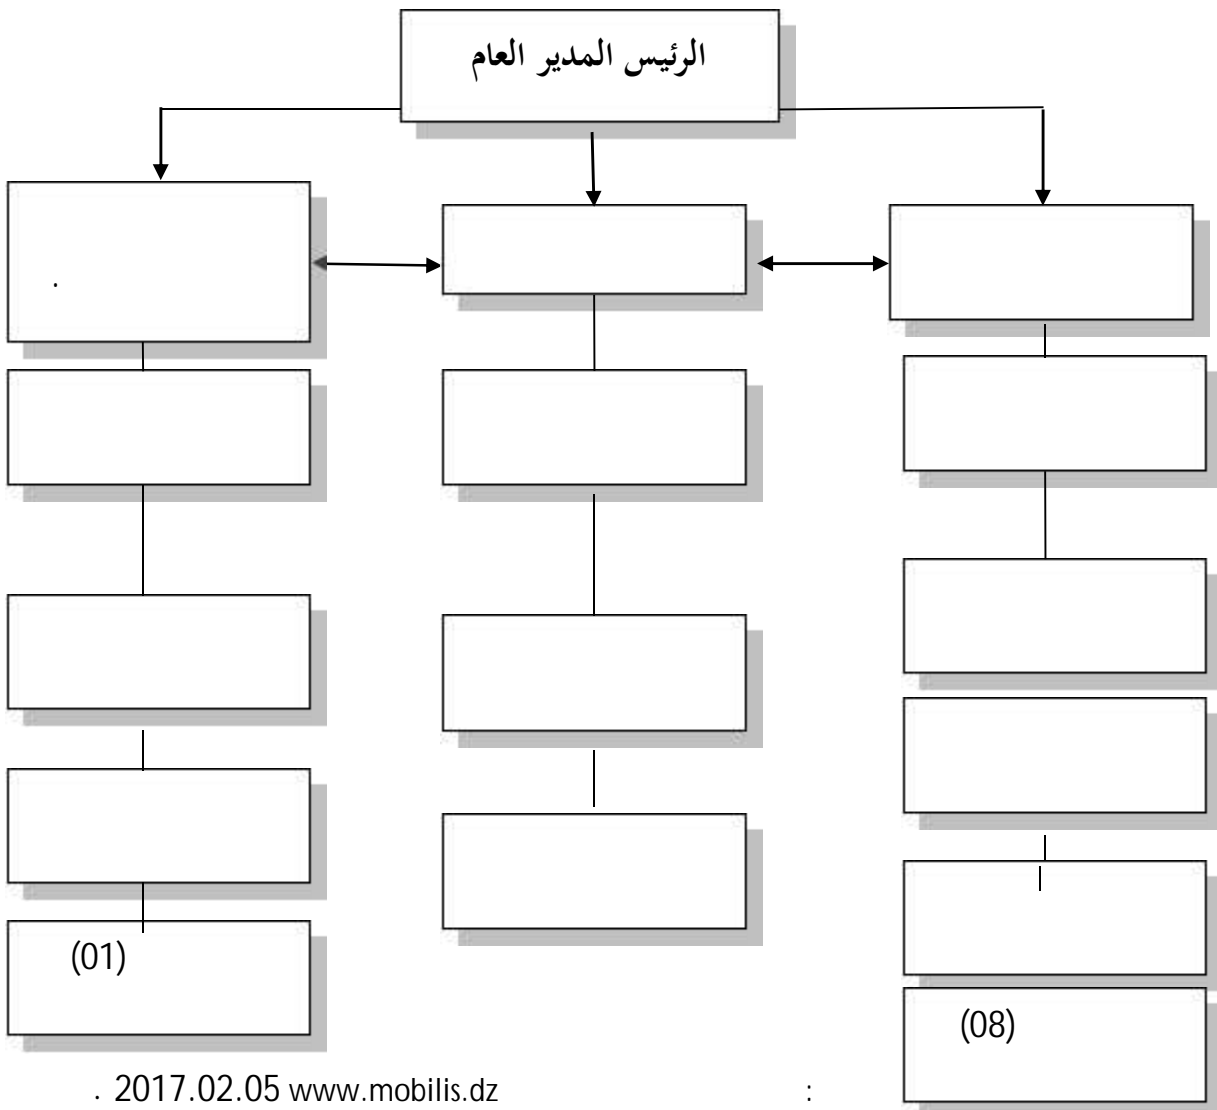 الرئيس المدير العام
.
(01)
(08)
: www.mobilis.dz 2017.02.05 .